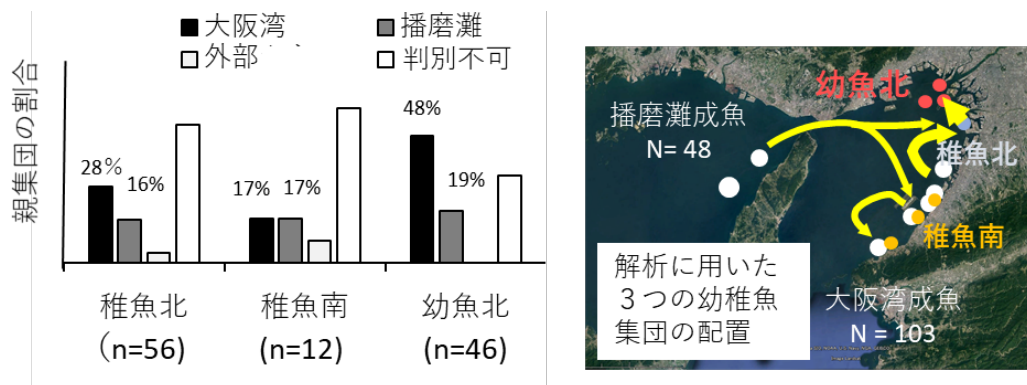 大阪湾
播磨灘
外部
判別不可
親集団の割合
28%
16%
17%
17%
48%
19%
稚魚北
(n=56)
稚魚南
(n=12)
幼魚北
(n=46)
幼魚北
播磨灘成魚
N= 48
稚魚北
稚魚南
解析に用いた
３つの幼稚魚
集団の配置
大阪湾成魚
N = 103